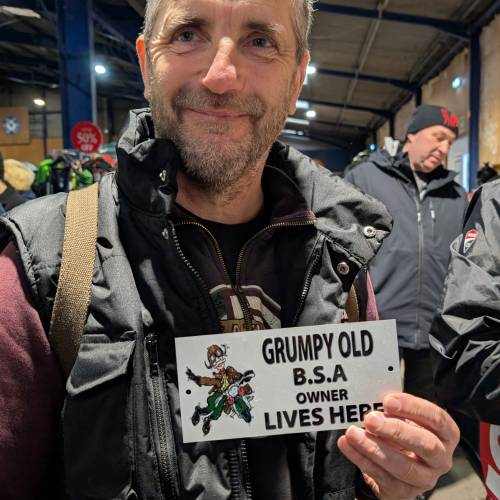 GRUMPY OLD
B.S.A
OWNER
LIVES HERE